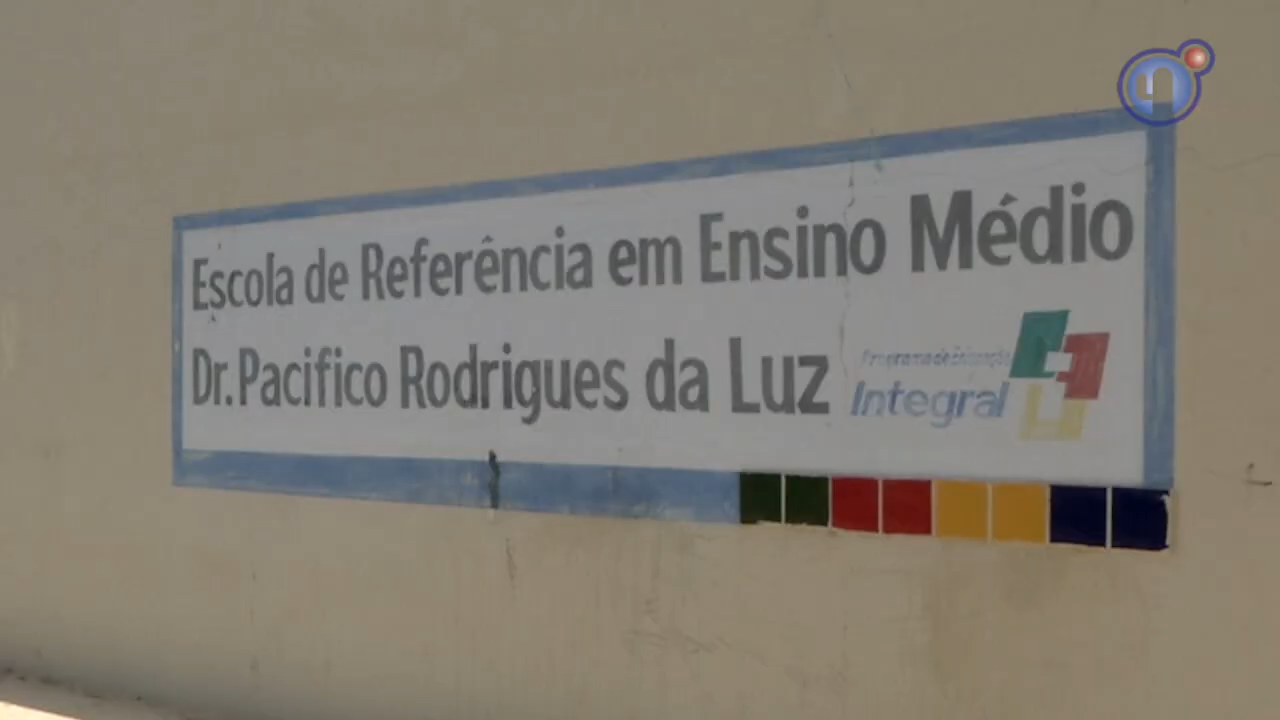 Escola de Referência em Ensino Médio
Dr. Pacifico Rodrigues da Luz
Programa de Educação
Integral
n